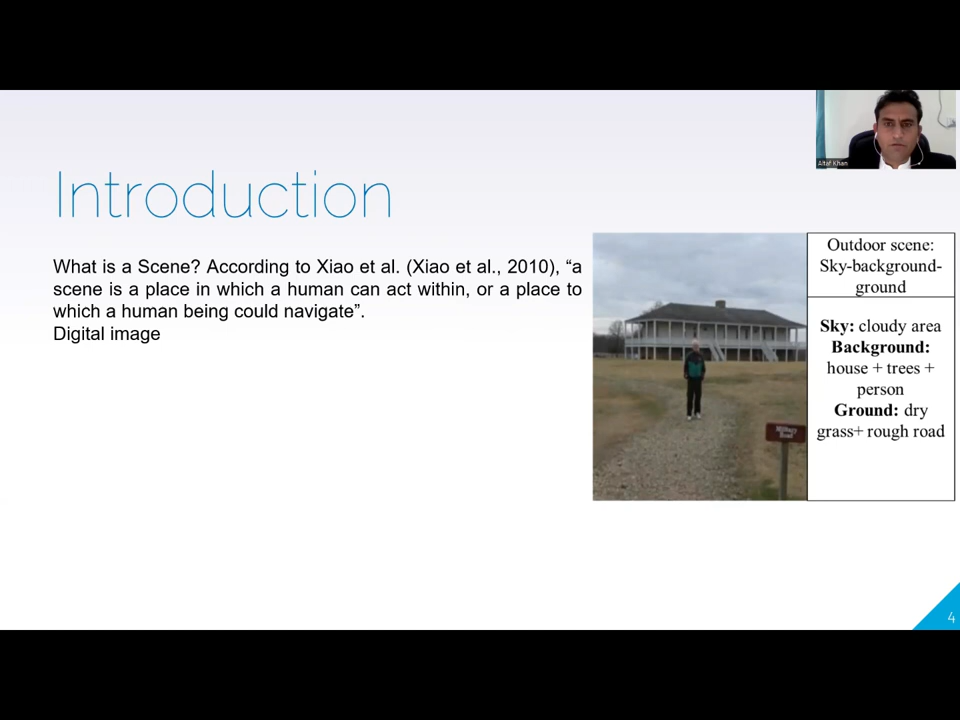 Altaf Khan
Introduction
What is a Scene? According to Xiao et al. (Xiao et al., 2010), “a
scene is a place in which a human can act within, or a place to
which a human being could navigate”.
Digital image
Outdoor scene:
Sky-background-
ground
Sky: cloudy area
Background:
house + trees +
person
Ground: dry
grass+ rough road
Military
Road
4